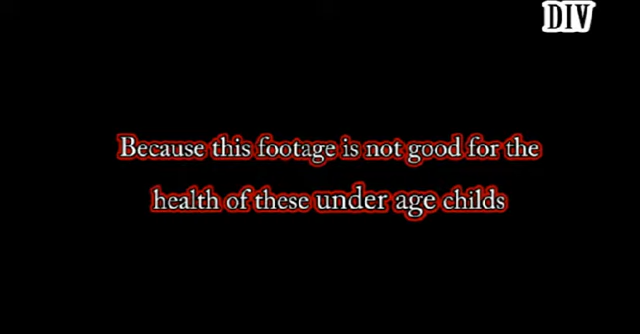 DIV
Because this footage is not good for the
health of these under age childs